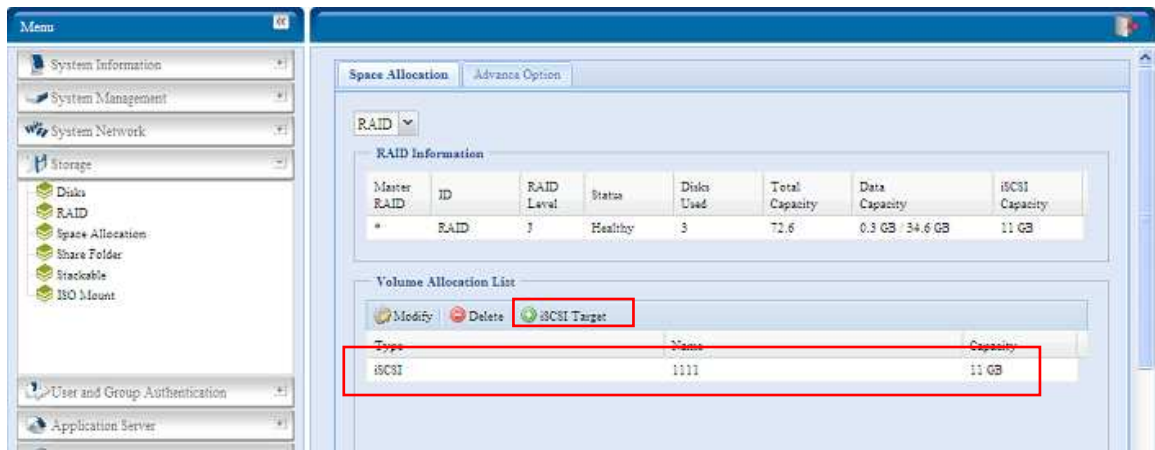 Menu
System Information
System Management
System Network
Storage
Disks
RAID
Space Allocation
Share Folder
Stackable
ISO Mount
User and Group Authentication
Application Server
Space Allocation Advance Option
RAID
RAID Information
Master RAID ID RAID Level Status Disks Used Total Capacity Data Capacity iSCSI Capacity
* RAID J Healthy 3 72.6 0.3 GB / 34.6 GB 11 GB
Volume Allocation List
Modify Delete iSCSI Target
Type Name Capacity
iSCSI 1111 11 GB